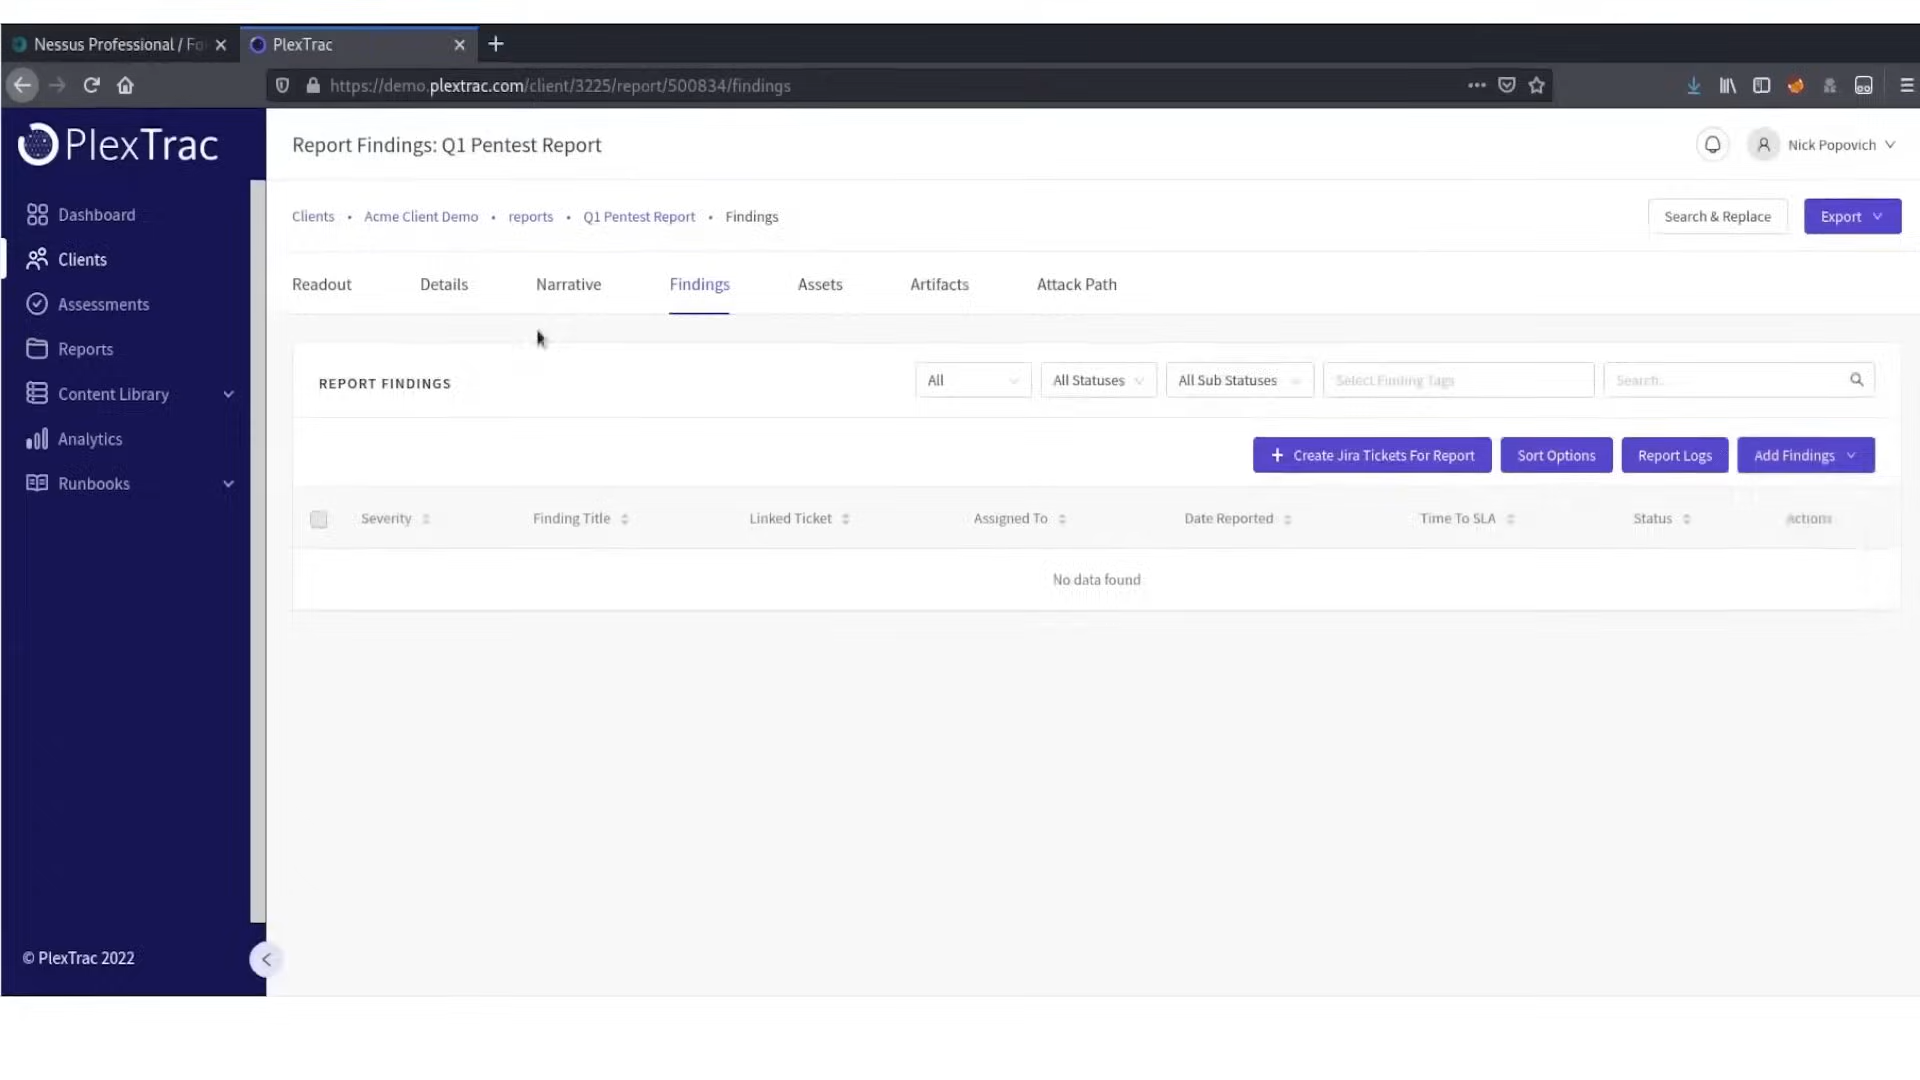 Nessus Professional / Fo
PlexTrac
https://demo.plextrac.com/client/3225/report/500834/findings
PlexTrac
Report Findings: Q1 Pentest Report
Nick Popovich
Dashboard
Clients
Assessments
Reports
Content Library
Analytics
Runbooks
© PlexTrac 2022
Clients • Acme Client Demo • reports • Q1 Pentest Report • Findings
Search & Replace
Export
Readout Details Narrative Findings Assets Artifacts Attack Path
REPORT FINDINGS
All
All Statuses
All Sub Statuses
Select Finding Tags
Search...
+ Create Jira Tickets For Report
Sort Options
Report Logs
Add Findings
Severity Finding Title Linked Ticket Assigned To Date Reported Time To SLA Status Actions
No data found